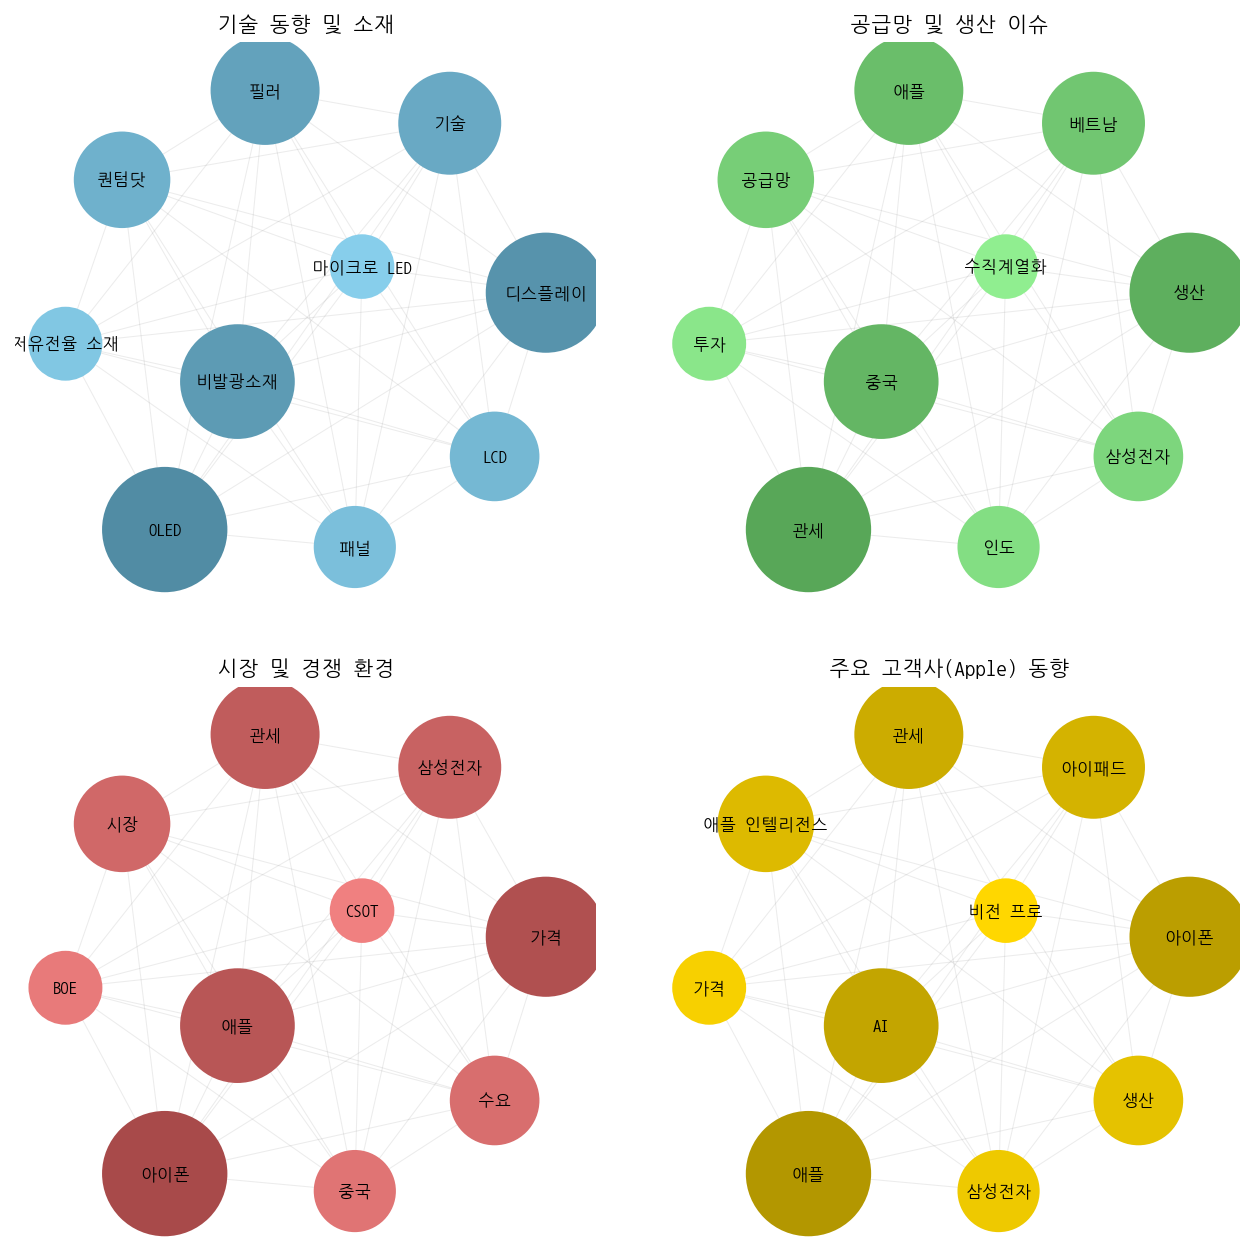 기술 동향 및 소재
필러
기술
퀀텀닷
마이크로 LED
디스플레이
저유전율 소재
비발광소재
LCD
OLED
패널
공급망 및 생산 이슈
애플
베트남
공급망
수직계열화
생산
투자
중국
삼성전자
관세
인도
시장 및 경쟁 환경
관세
삼성전자
시장
CSOT
가격
BOE
애플
수요
아이폰
중국
주요 고객사(Apple) 동향
관세
아이패드
애플 인텔리전스
비전 프로
아이폰
가격
AI
생산
애플
삼성전자